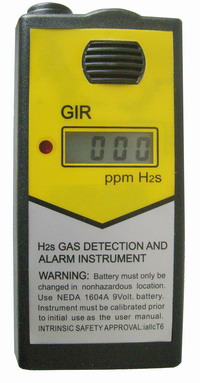 GIR
000
ppm H2s
H2s GAS DETECTION AND
ALARM INSTRUMENT
WARNING: Battery must only be
changed in nonhazardous location.
Use NEDA 1604A 9Volt. battery.
Instrument must be calibrated prior
to initial use as the user manual.
INTRINSIC SAFETY APPROVAL:iaIIcT6